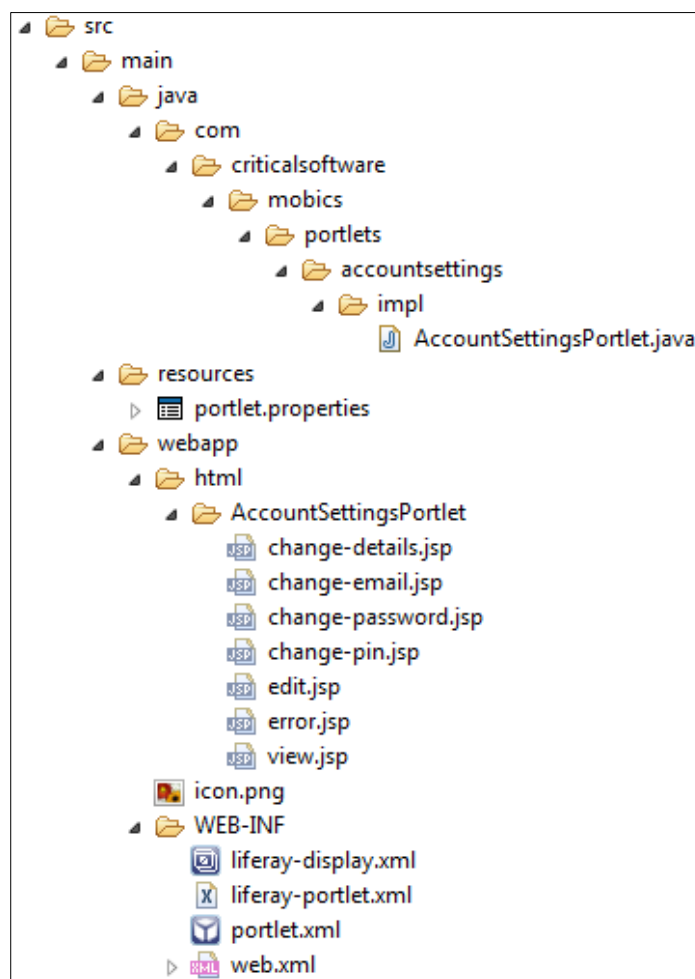 src
main
java
com
criticalsoftware
mobics
portlets
accountsettings
impl
AccountSettingsPortlet.java
resources
portlet.properties
webapp
html
AccountSettingsPortlet
change-details.jsp
change-email.jsp
change-password.jsp
change-pin.jsp
edit.jsp
error.jsp
view.jsp
icon.png
WEB-INF
liferay-display.xml
liferay-portlet.xml
portlet.xml
web.xml